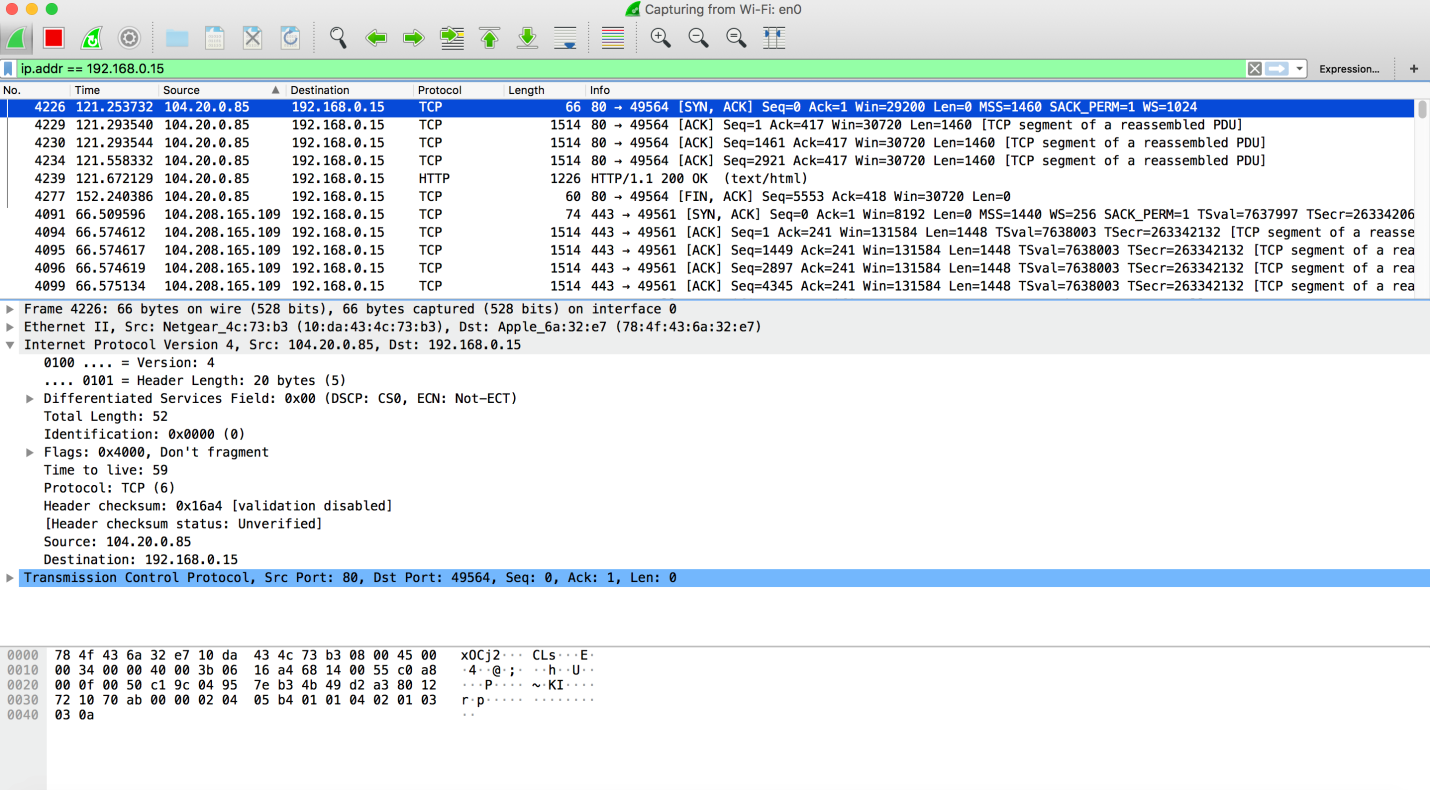 Capturing from Wi-Fi: en0
ip.addr == 192.168.0.15 Expression... +
No. Time Source Destination Protocol Length Info
4226 121.253732 104.20.0.85 192.168.0.15 TCP 66 80 → 49564 [SYN, ACK] Seq=0 Ack=1 Win=29200 Len=0 MSS=1460 SACK_PERM=1 WS=1024
4229 121.293540 104.20.0.85 192.168.0.15 TCP 1514 80 → 49564 [ACK] Seq=1 Ack=417 Win=30720 Len=1460 [TCP segment of a reassembled PDU]
4230 121.293544 104.20.0.85 192.168.0.15 TCP 1514 80 → 49564 [ACK] Seq=1461 Ack=417 Win=30720 Len=1460 [TCP segment of a reassembled PDU]
4234 121.558332 104.20.0.85 192.168.0.15 TCP 1514 80 → 49564 [ACK] Seq=2921 Ack=417 Win=30720 Len=1460 [TCP segment of a reassembled PDU]
4239 121.672129 104.20.0.85 192.168.0.15 HTTP 1226 HTTP/1.1 200 OK (text/html)
4277 152.240386 104.20.0.85 192.168.0.15 TCP 60 80 → 49564 [FIN, ACK] Seq=5553 Ack=418 Win=30720 Len=0
4091 66.509596 104.208.165.109 192.168.0.15 TCP 74 443 → 49561 [SYN, ACK] Seq=0 Ack=1 Win=8192 Len=0 MSS=1440 WS=256 SACK_PERM=1 TSval=7637997 TSecr=26334206
4094 66.574612 104.208.165.109 192.168.0.15 TCP 1514 443 → 49561 [ACK] Seq=1 Ack=241 Win=131584 Len=1448 TSval=7638003 TSecr=263342132 [TCP segment of a reasse
4095 66.574617 104.208.165.109 192.168.0.15 TCP 1514 443 → 49561 [ACK] Seq=1449 Ack=241 Win=131584 Len=1448 TSval=7638003 TSecr=263342132 [TCP segment of a rea
4096 66.574619 104.208.165.109 192.168.0.15 TCP 1514 443 → 49561 [ACK] Seq=2897 Ack=241 Win=131584 Len=1448 TSval=7638003 TSecr=263342132 [TCP segment of a rea
4099 66.575134 104.208.165.109 192.168.0.15 TCP 1514 443 → 49561 [ACK] Seq=4345 Ack=241 Win=131584 Len=1448 TSval=7638003 TSecr=263342132 [TCP segment of a rea
Frame 4226: 66 bytes on wire (528 bits), 66 bytes captured (528 bits) on interface 0
Ethernet II, Src: Netgear_4c:73:b3 (10:da:43:4c:73:b3), Dst: Apple_6a:32:e7 (78:4f:43:6a:32:e7)
Internet Protocol Version 4, Src: 104.20.0.85, Dst: 192.168.0.15
0100 .... = Version: 4
.... 0101 = Header Length: 20 bytes (5)
Differentiated Services Field: 0x00 (DSCP: CS0, ECN: Not-ECT)
Total Length: 52
Identification: 0x0000 (0)
Flags: 0x4000, Don't fragment
Time to live: 59
Protocol: TCP (6)
Header checksum: 0x16a4 [validation disabled]
[Header checksum status: Unverified]
Source: 104.20.0.85
Destination: 192.168.0.15
Transmission Control Protocol, Src Port: 80, Dst Port: 49564, Seq: 0, Ack: 1, Len: 0
0000 78 4f 43 6a 32 e7 10 da 43 4c 73 b3 08 00 45 00 xOCj2··· CLs···E·
0010 00 34 00 00 40 00 3b 06 16 a4 68 14 00 55 c0 a8 ·4··@·;· ··h··U··
0020 00 0f 00 50 c1 9c 04 95 7e b3 4b 49 d2 a3 80 12 ···P···· ~·KI····
0030 72 10 70 ab 00 00 02 04 05 b4 01 01 04 02 01 03 r·p····· ········
0040 03 0a ··